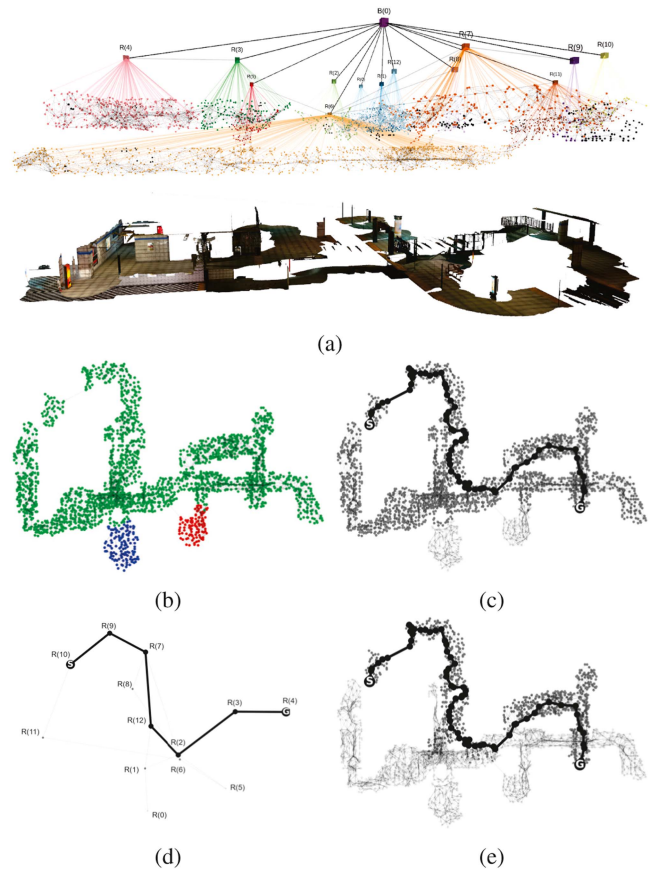 B(0)
R(4)
R(3)
R(7)
R(10)
R(9)
R(12)
R(8)
R(5)
R(2)
R(1)
R(11)
R(6)
(a)
S
G
(b)
(c)
R(9)
R(10)
S
R(7)
R(8)
R(3)
R(4)
G
R(12)
R(11)
R(2)
R(1)
R(6)
R(5)
R(0)
S
G
(d)
(e)